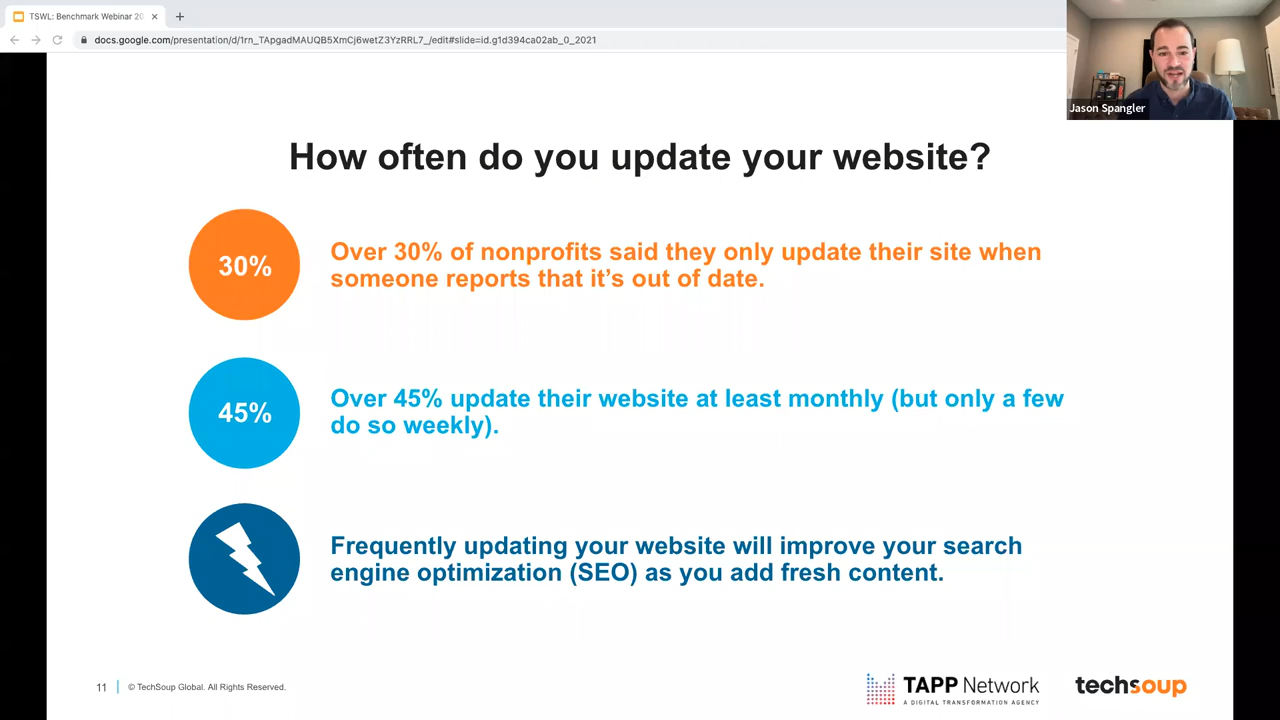 TSWL: Benchmark Webinar 20
docs.google.com/presentation/d/1rn_TApgadMAUQB5XmCj6wetZ3YzRRL7_/edit#slide=id.g1d394ca02ab_0_2021
Jason Spangler
How often do you update your website?
30%
Over 30% of nonprofits said they only update their site when
someone reports that it’s out of date.
45%
Over 45% update their website at least monthly (but only a few
do so weekly).
Frequently updating your website will improve your search
engine optimization (SEO) as you add fresh content.
11
© TechSoup Global. All Rights Reserved.
TAPP Network
A DIGITAL TRANSFORMATION AGENCY
techsoup